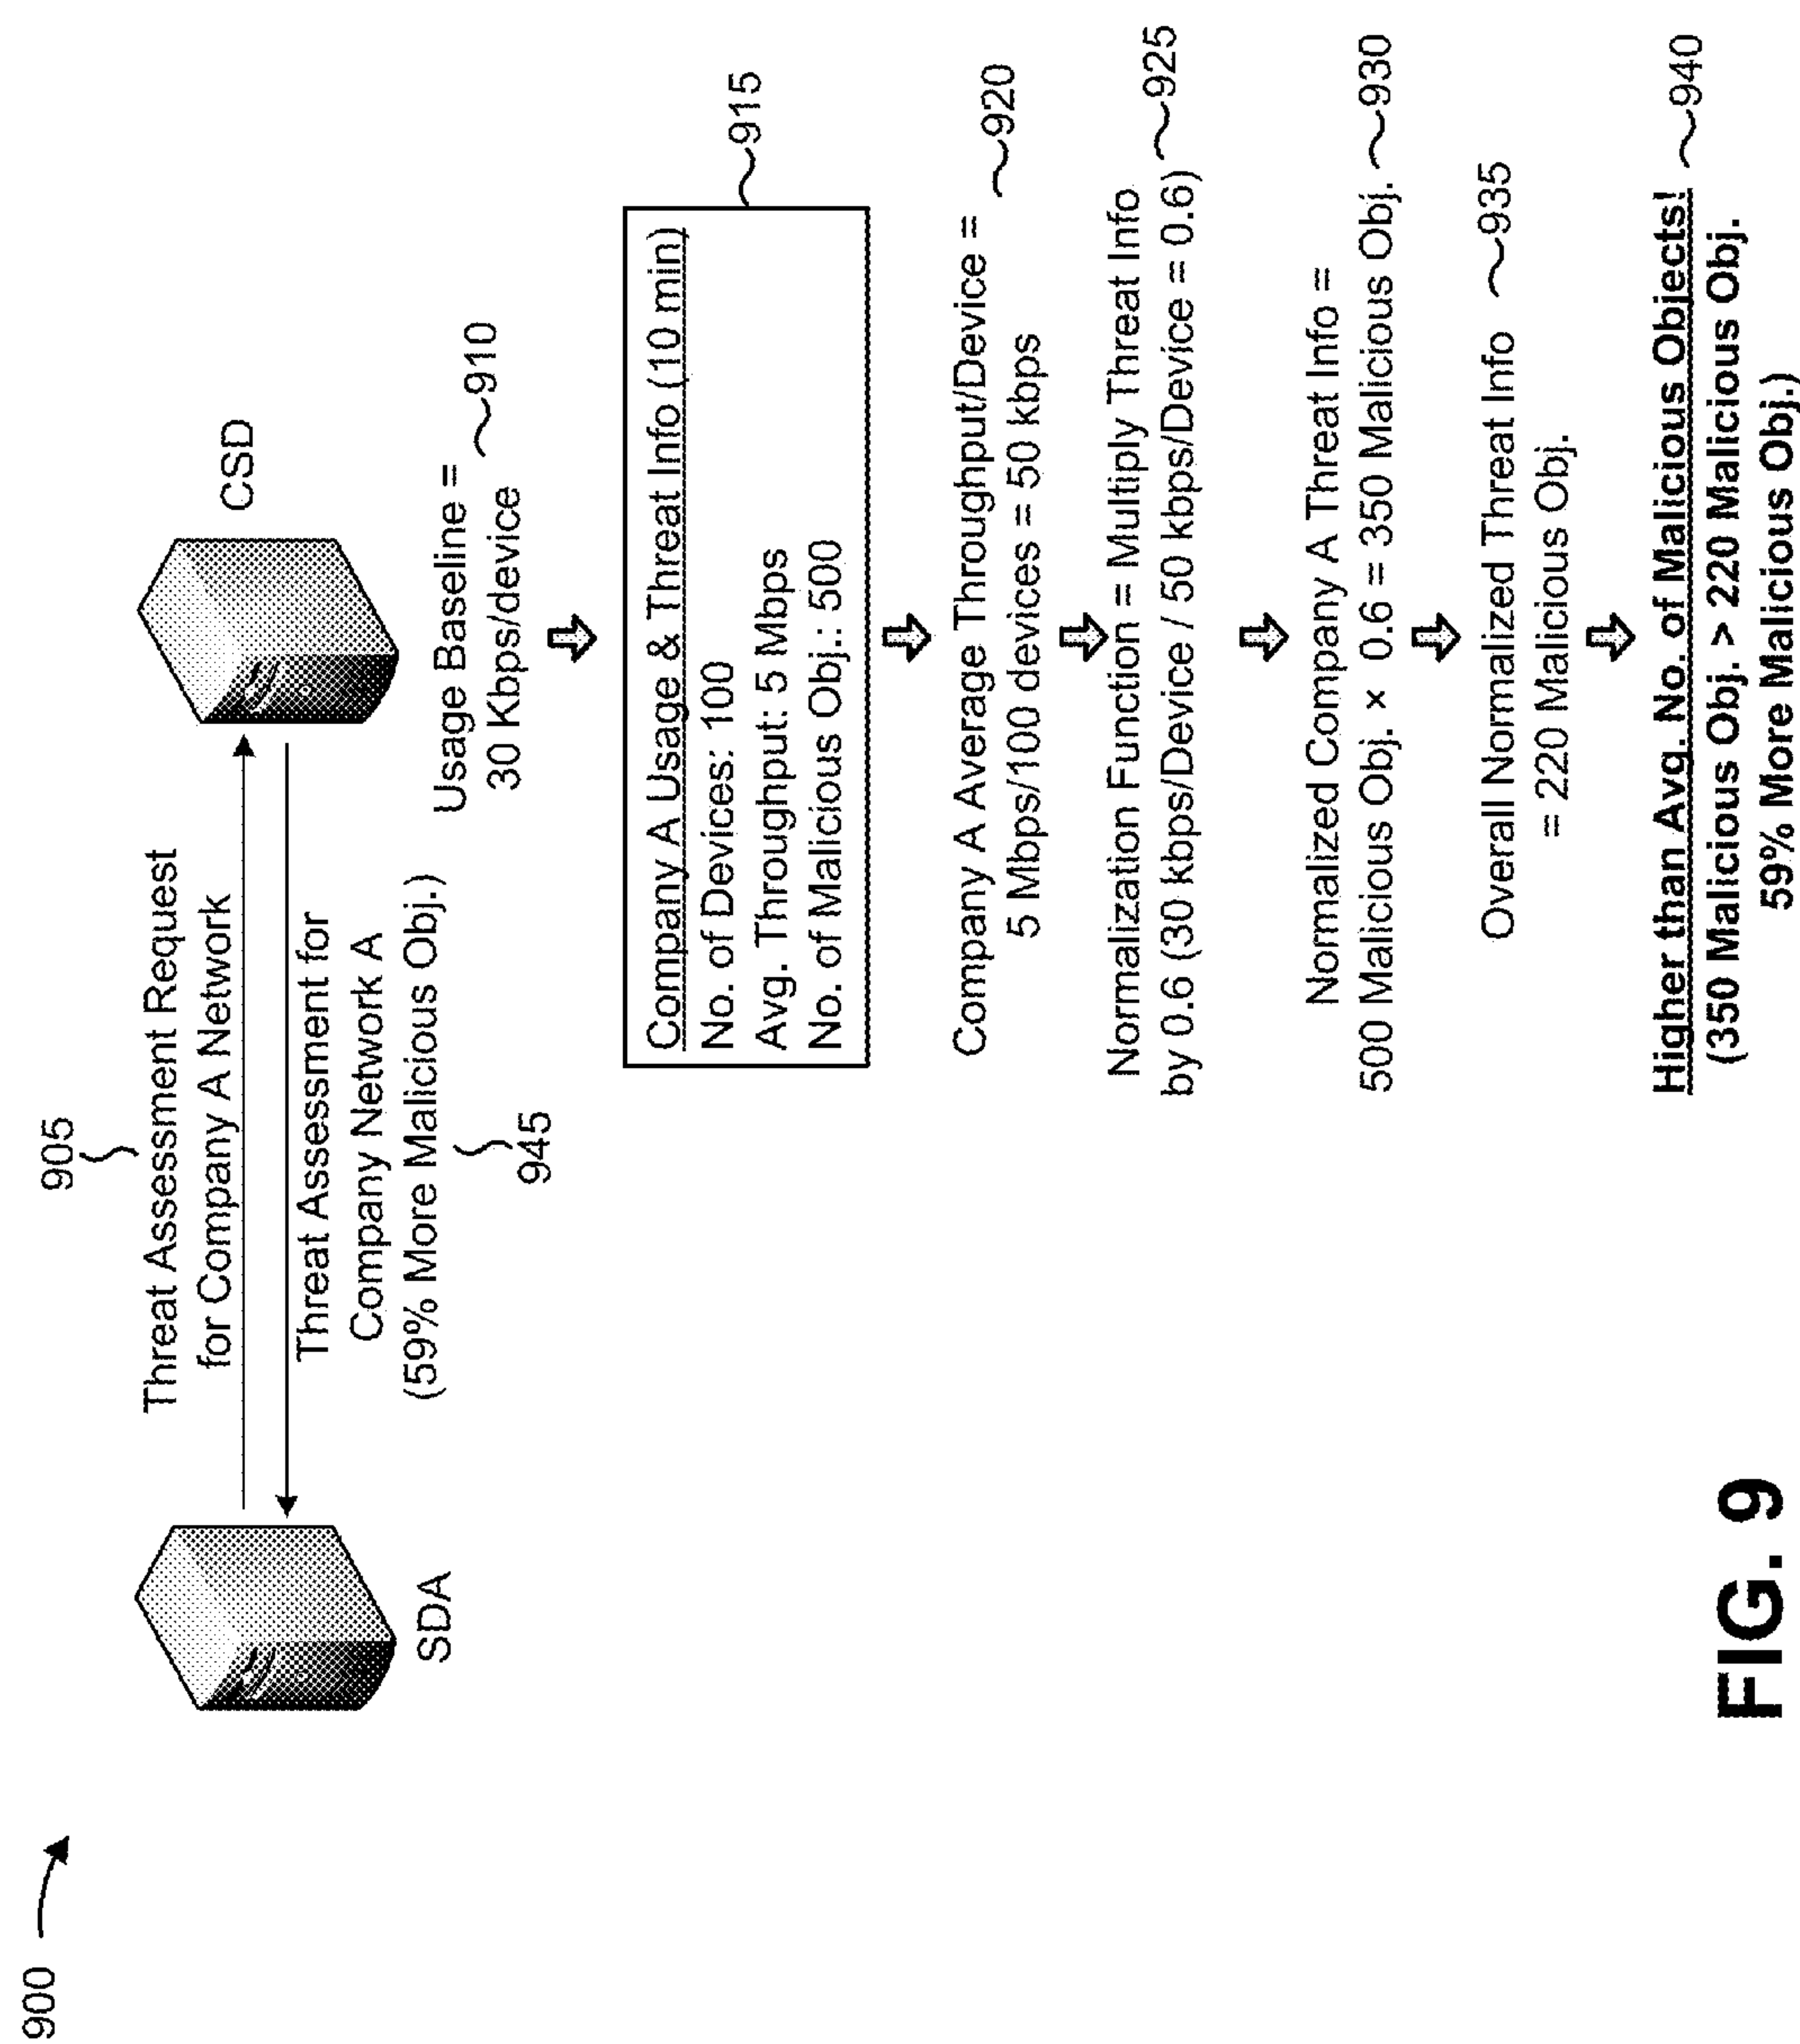 900
905
Threat Assessment Request
for Company A Network
Threat Assessment for
Company Network A
(59% More Malicious Obj.)
945
SDA
CSD
Usage Baseline =
30 Kbps/device
910
Company A Usage & Threat Info (10 min)
No. of Devices: 100
Avg. Throughput: 5 Mbps
No. of Malicious Obj.: 500
915
Company A Average Throughput/Device =
5 Mbps/100 devices = 50 kbps
920
Normalization Function = Multiply Threat Info
by 0.6 (30 kbps/Device / 50 kbps/Device = 0.6)
925
Normalized Company A Threat Info =
500 Malicious Obj. × 0.6 = 350 Malicious Obj.
930
Overall Normalized Threat Info
= 220 Malicious Obj.
935
Higher than Avg. No. of Malicious Objects!
(350 Malicious Obj. > 220 Malicious Obj.
59% More Malicious Obj.)
940
FIG. 9